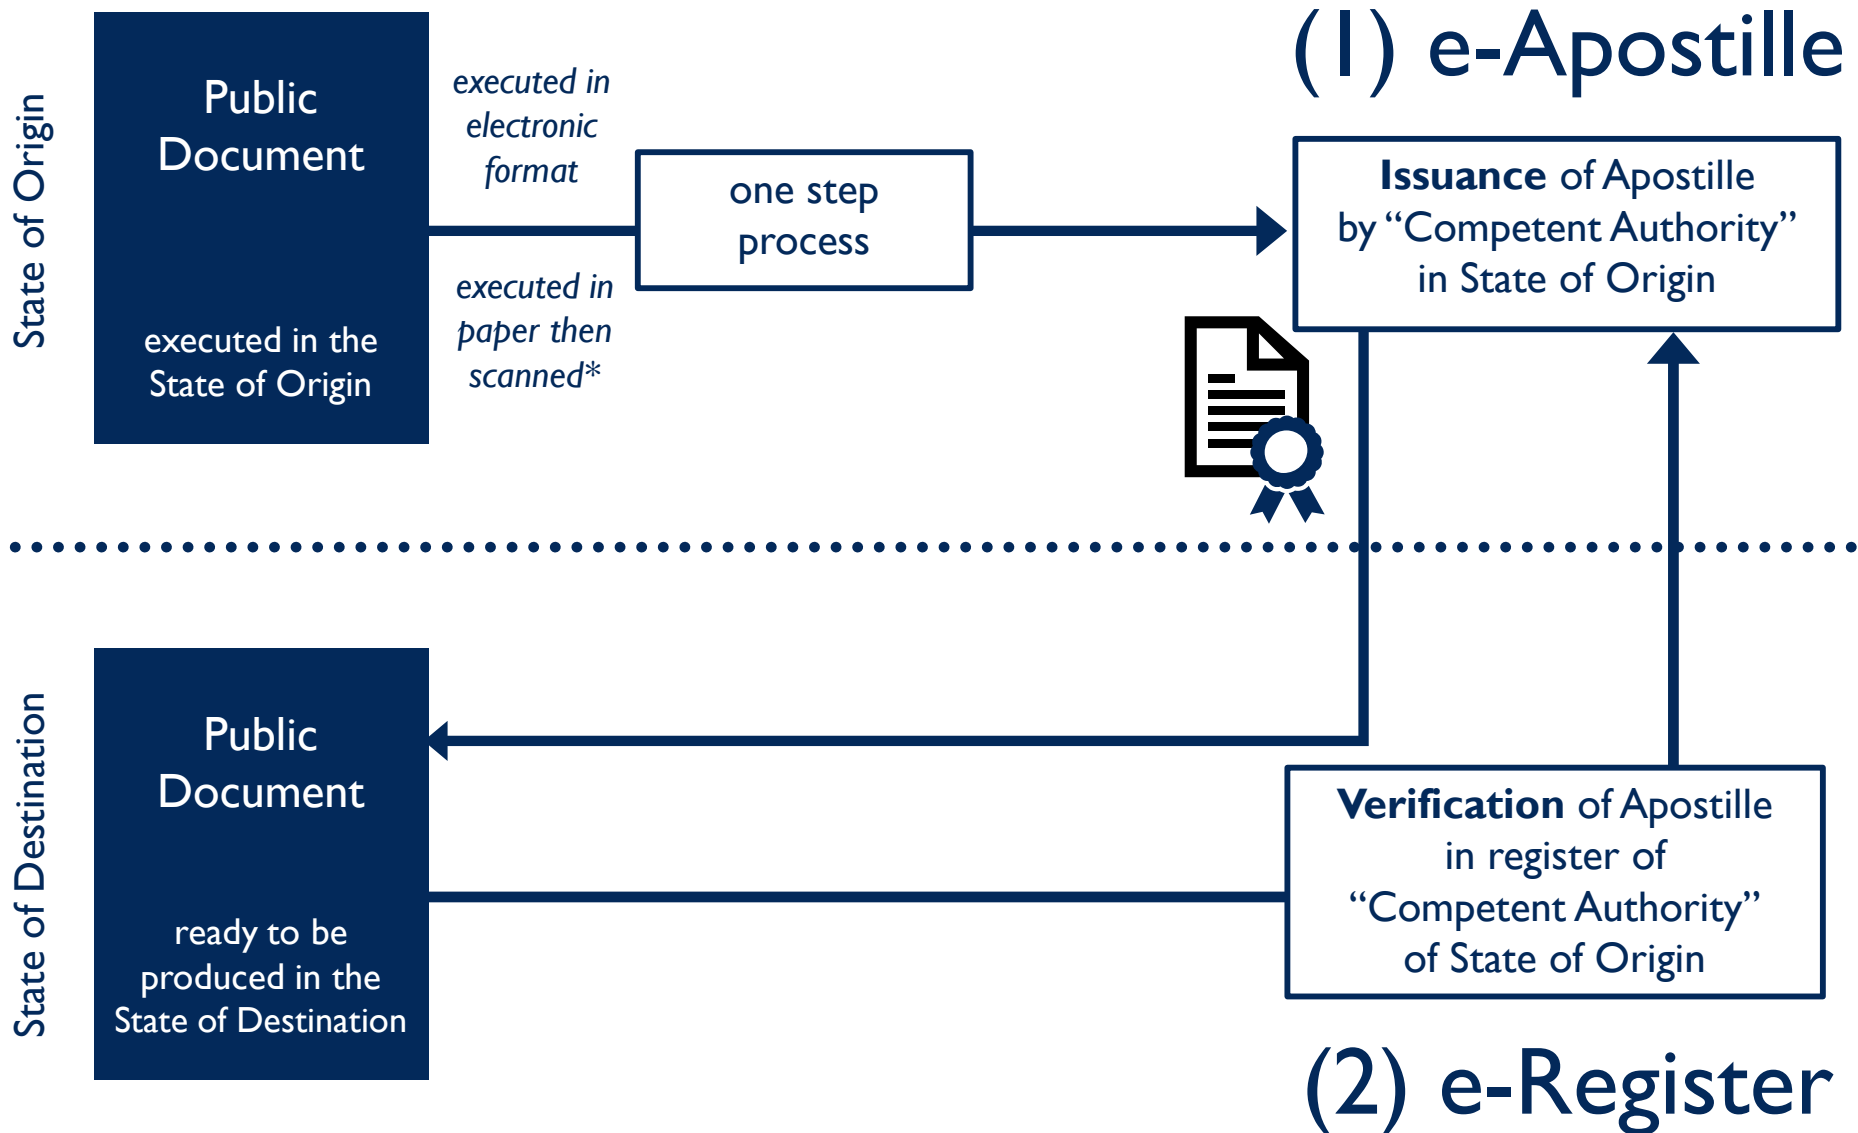 (1) e-Apostille
State of Origin
Public
Document
executed in the
State of Origin
executed in
electronic
format
executed in
paper then
scanned*
one step
process
Issuance of Apostille
by “Competent Authority”
in State of Origin
State of Destination
Public
Document
ready to be
produced in the
State of Destination
Verification of Apostille
in register of
“Competent Authority”
of State of Origin
(2) e-Register